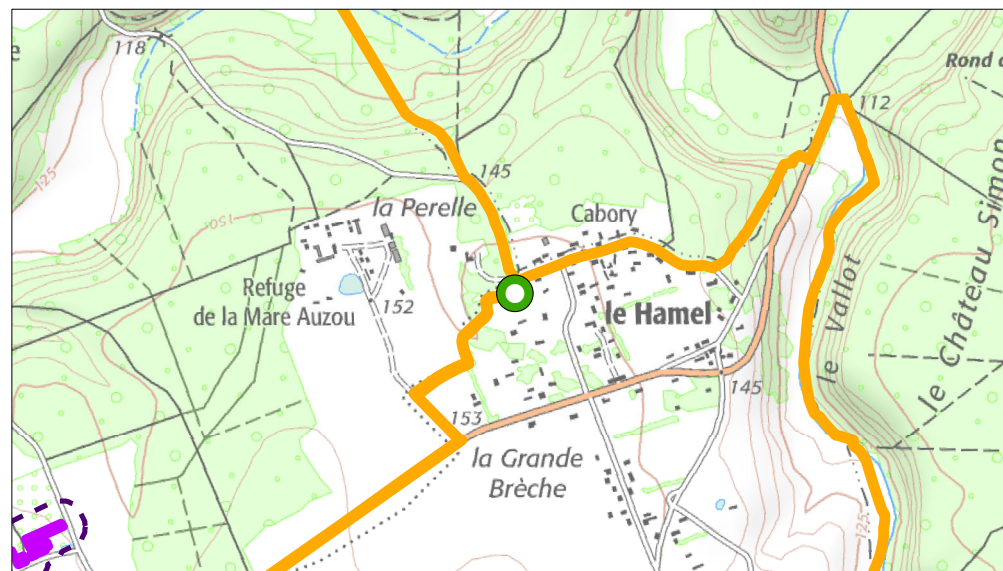 118
e
Rond
112
125
145
1051
la Perelle
Cabory
Refuge
de la Mare Auzou
152
le Hamel
le Vallot
le Château Simon
153
145
la Grande
Brèche
125